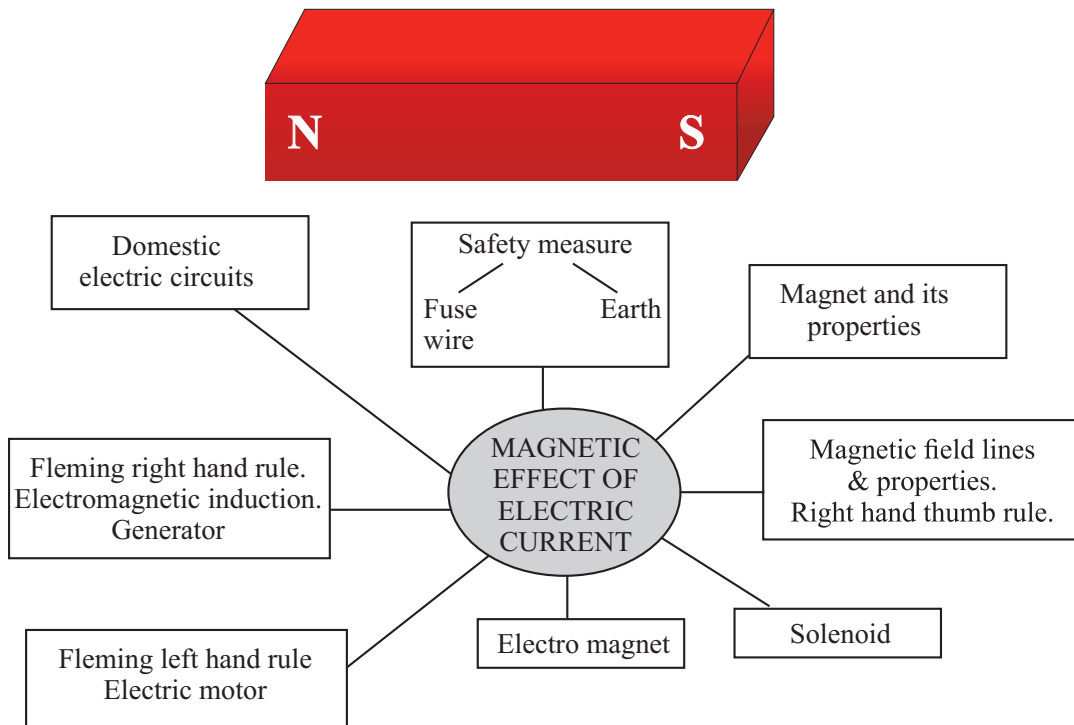 N S
Domestic
electric circuits
Safety measure
Fuse
wire
Earth
Magnet and its
properties
MAGNETIC
EFFECT OF
ELECTRIC
CURRENT
Fleming right hand rule.
Electromagnetic induction.
Generator
Magnetic field lines
& properties.
Right hand thumb rule.
Fleming left hand rule
Electric motor
Electro magnet
Solenoid